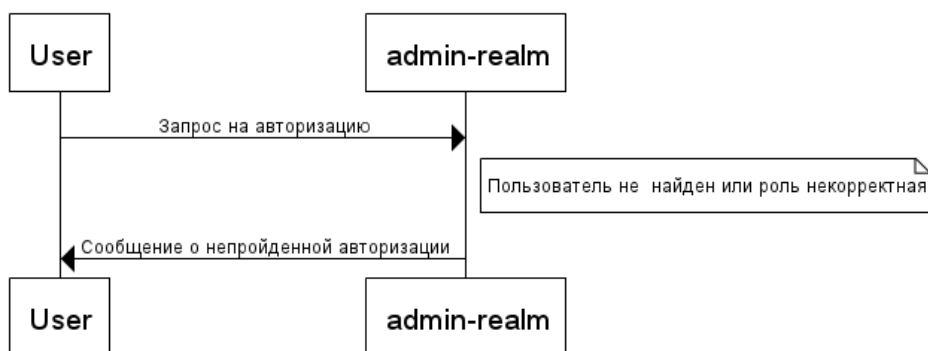 User
admin-realm
Запрос на авторизацию
Пользователь не  найден или роль некорректная
Сообщение о непройденной авторизации
User
admin-realm